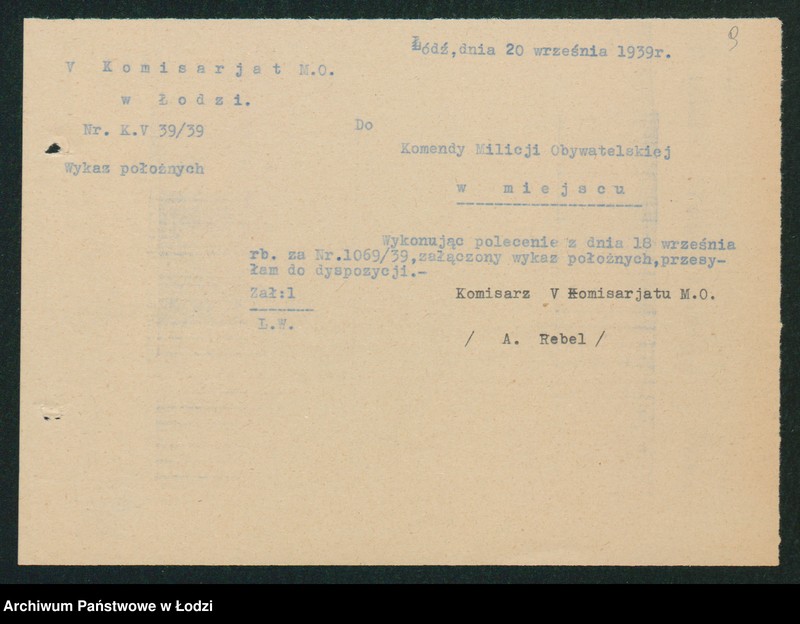 9
Łódź,dnia 20 września 1939r.
V Komisarjat M.O.
w Łodzi.
Nr. K.V 39/39
Do
Komendy Milicji Obywatelskiej
Wykaz położnych
w miejscu
Wykonując polecenie z dnia 18 września
rb. za Nr.1069/39,załączony wykaz położnych,przesy-
łam do dyspozycji.-
Zał:1
Komisarz V Komisarjatu M.O.
L.W.
/ A. Rebel /
Archiwum Państwowe w Łodzi